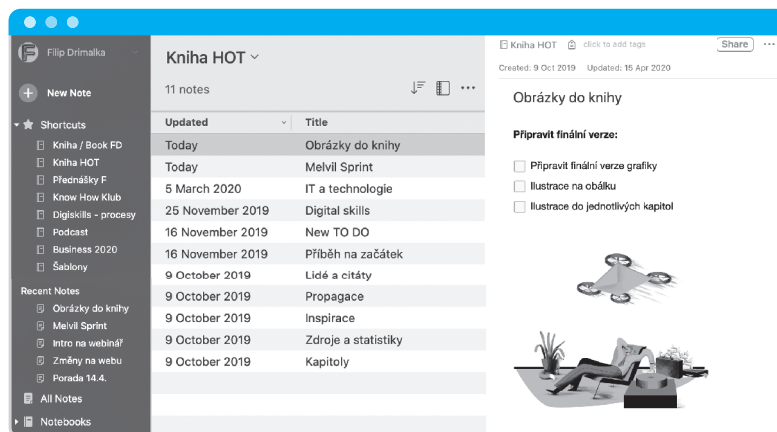 Filip Drimalka
New Note
Shortcuts
Kniha / Book FD
Kniha HOT
Přednášky F
Know How Klub
Digiskills - procesy
Podcast
Business 2020
Šablony
Recent Notes
Obrázky do knihy
Melvil Sprint
Intro na webinář
Změny na webu
Porada 14.4.
All Notes
Notebooks
Kniha HOT
11 notes
Updated Title
Today Obrázky do knihy
Today Melvil Sprint
5 March 2020 IT a technologie
25 November 2019 Digital skills
16 November 2019 New TO DO
16 November 2019 Příběh na začátek
9 October 2019 Lidé a citáty
9 October 2019 Propagace
9 October 2019 Inspirace
9 October 2019 Zdroje a statistiky
9 October 2019 Kapitoly
Kniha HOT click to add tags Share
Created: 9 Oct 2019 Updated: 15 Apr 2020
Obrázky do knihy
Připravit finální verze:
Připravit finální verze grafiky
Ilustrace na obálku
Ilustrace do jednotlivých kapitol